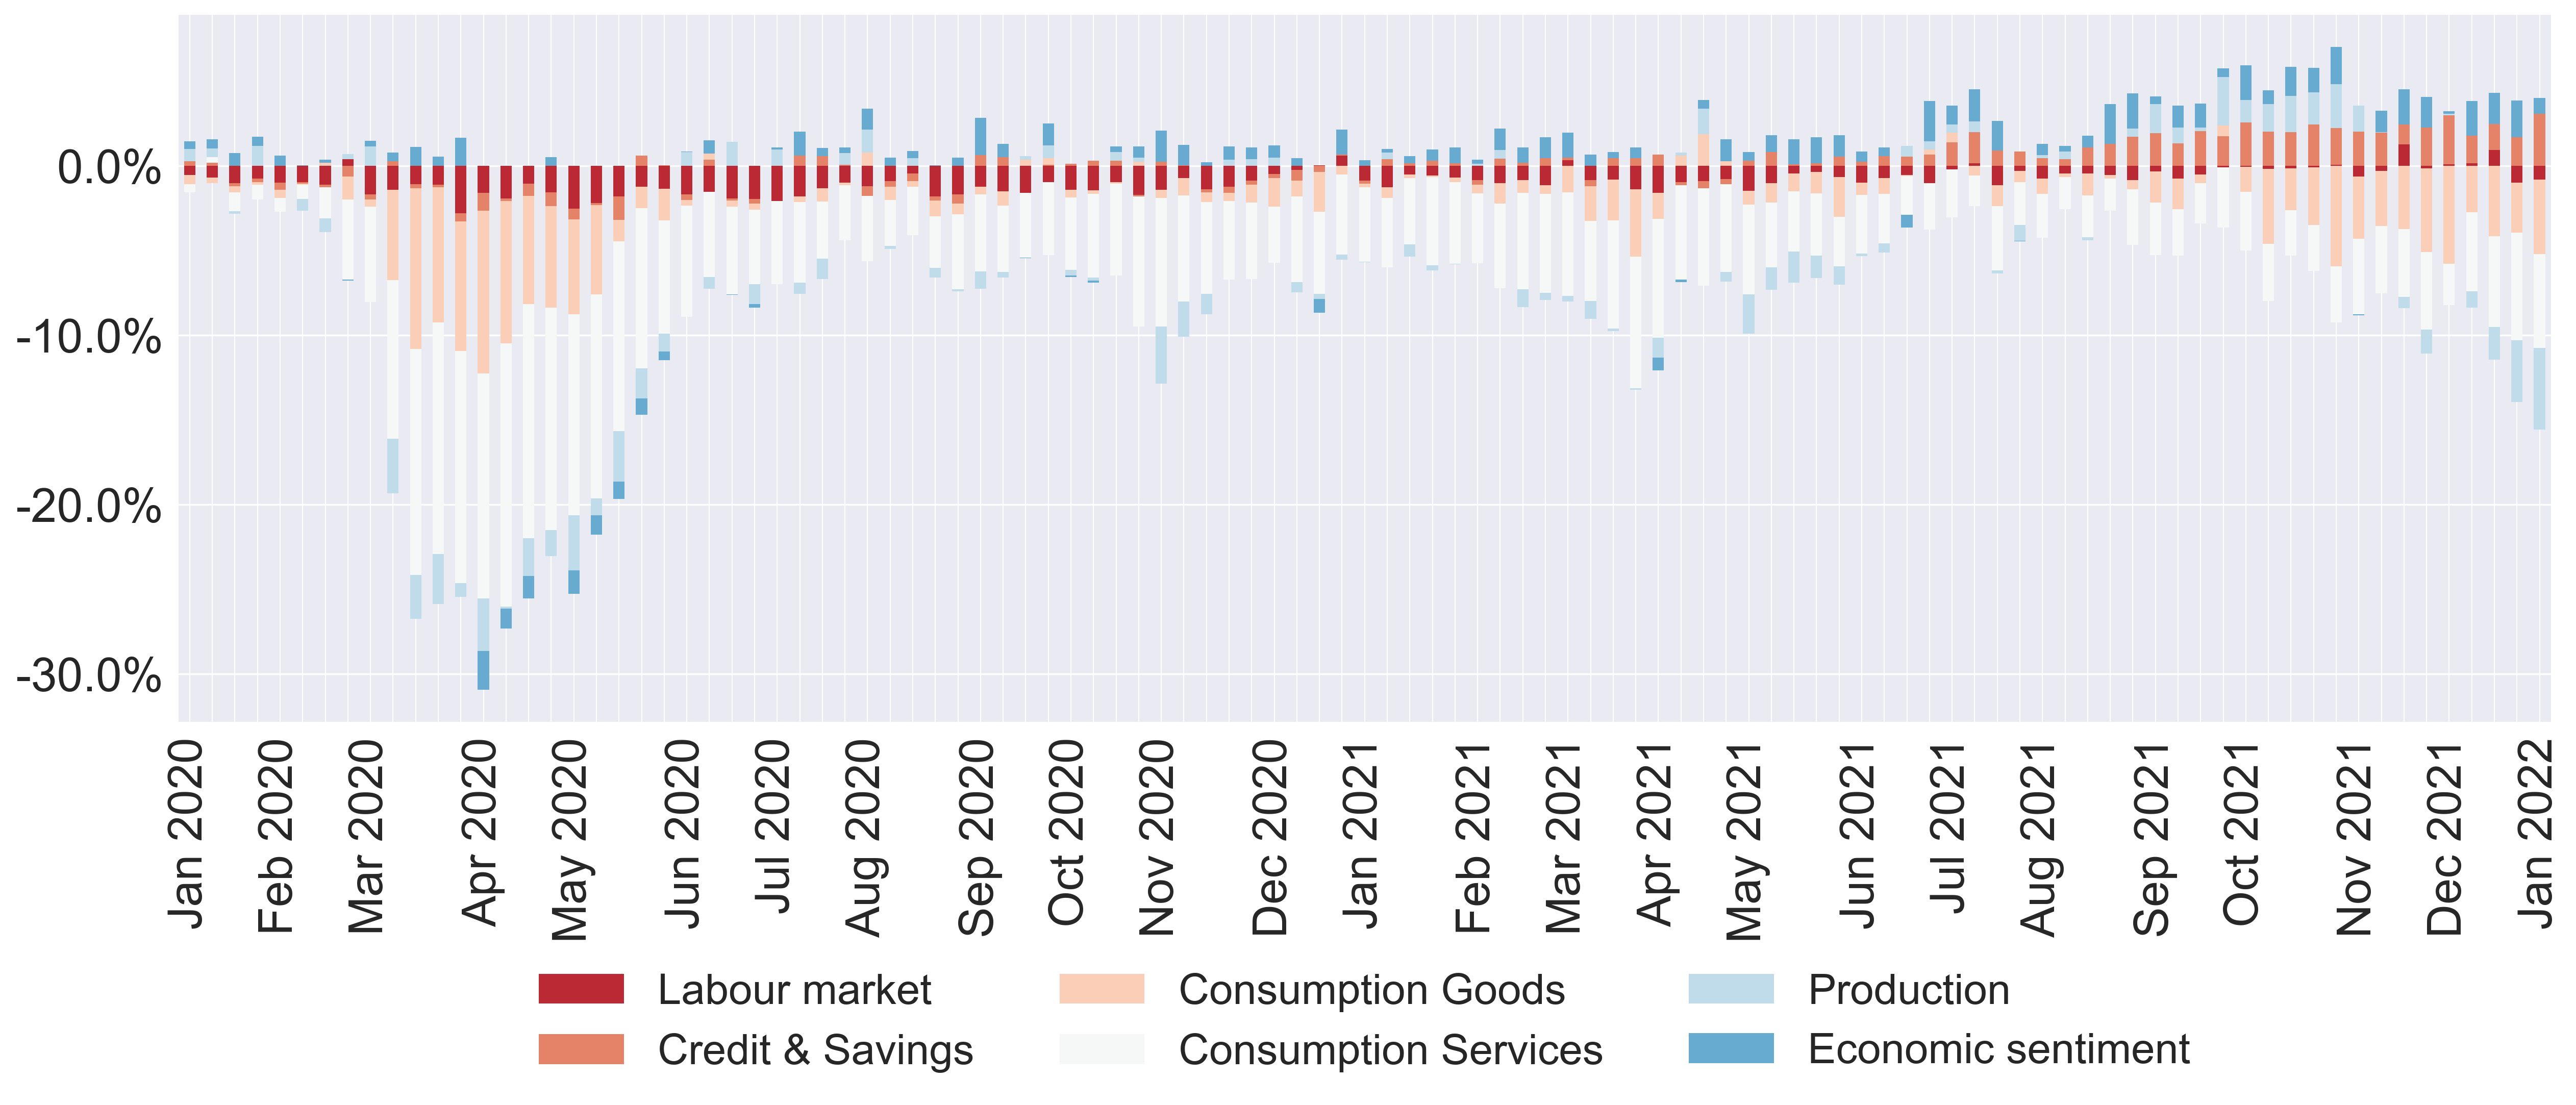 0.0%
-10.0%
-20.0%
-30.0%
Jan 2020
Feb 2020
Mar 2020
Apr 2020
May 2020
Jun 2020
Jul 2020
Aug 2020
Sep 2020
Oct 2020
Nov 2020
Dec 2020
Jan 2021
Feb 2021
Mar 2021
Apr 2021
May 2021
Jun 2021
Jul 2021
Aug 2021
Sep 2021
Oct 2021
Nov 2021
Dec 2021
Jan 2022
Labour market
Credit & Savings
Consumption Goods
Consumption Services
Production
Economic sentiment